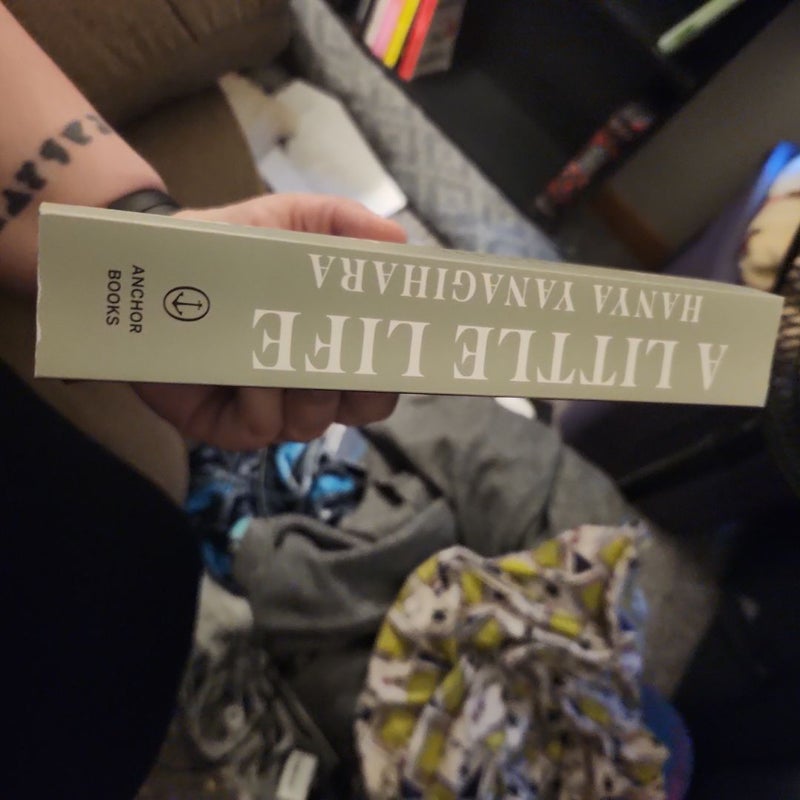 HANYA YANAGIHARA
A LITTLE LIFE
ANCHOR
BOOKS